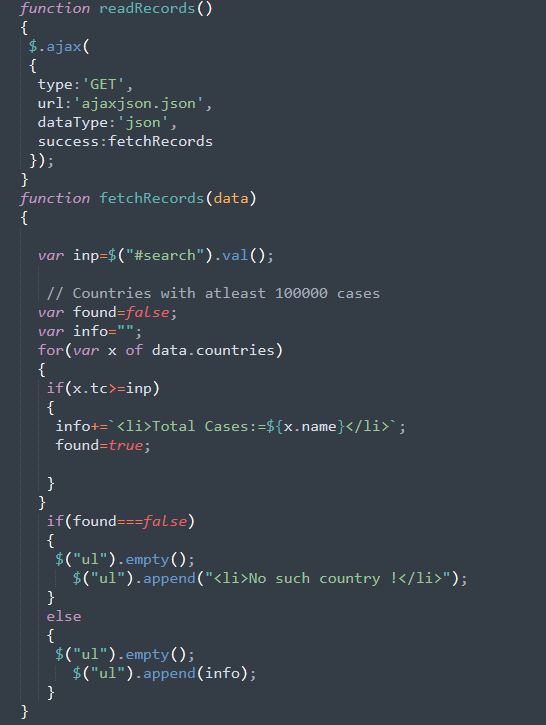 function readRecords()
{
$.ajax(
{
type:'GET',
url:'ajaxjson.json',
dataType:'json',
success:fetchRecords
});
}
function fetchRecords(data)
{
var inp=$("#search").val();
// Countries with atleast 100000 cases
var found=false;
var info="";
for(var x of data.countries)
{
if(x.tc>=inp)
{
info+=`<li>Total Cases:=${x.name}</li>`;
found=true;
}
}
if(found===false)
{
$("ul").empty();
$("ul").append("<li>No such country !</li>");
}
else
{
$("ul").empty();
$("ul").append(info);
}
}